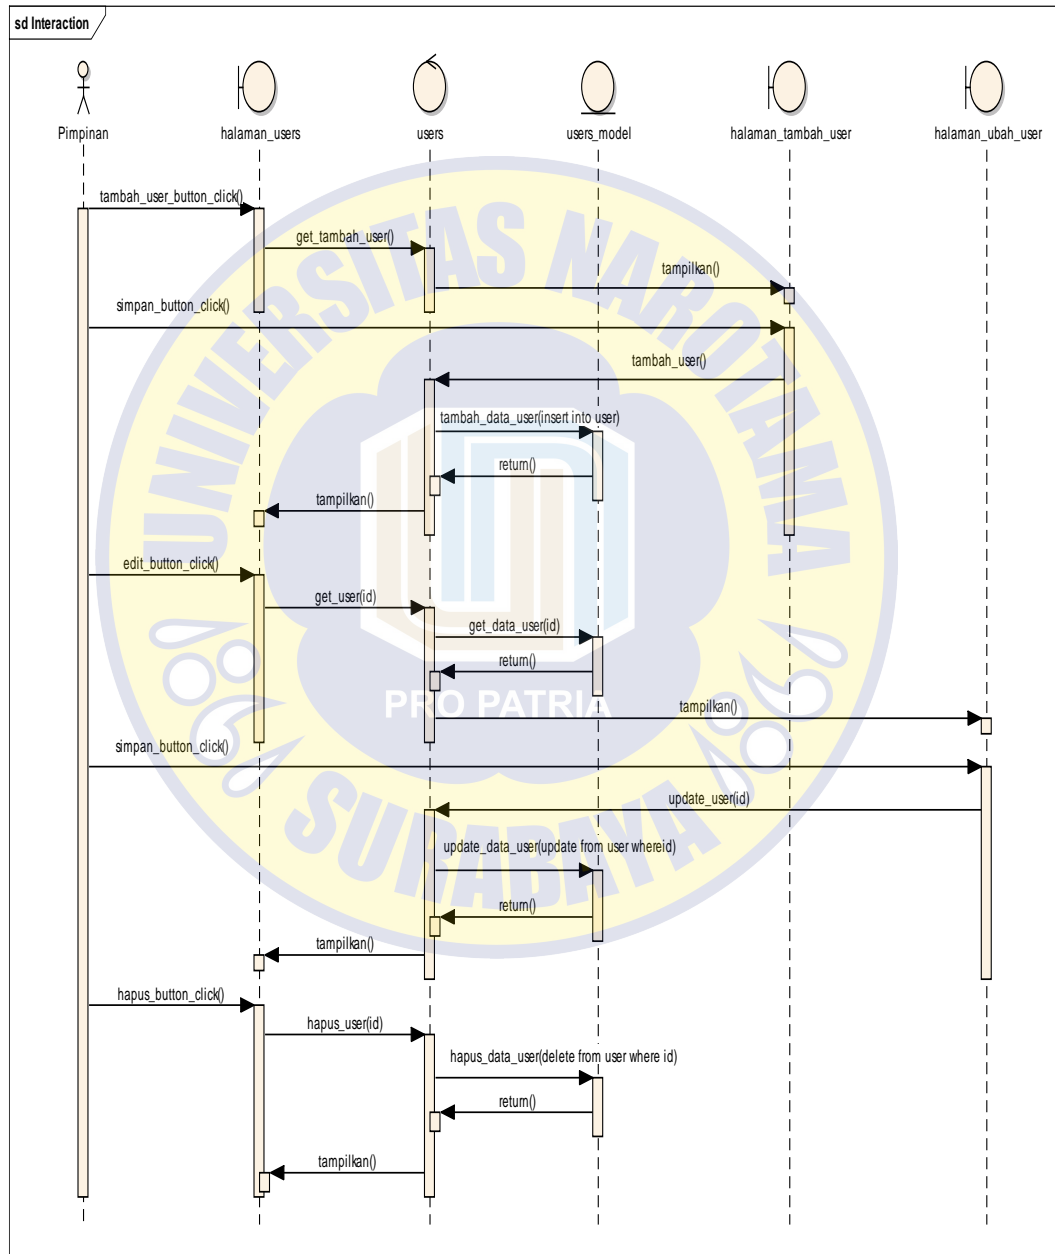 sd Interaction
Pimpinan
halaman_users
users
users_model
halaman_tambah_user
halaman_ubah_user
tambah_user_button_click()
get_tambah_user()
tampilkan()
simpan_button_click()
tambah_user()
tambah_data_user(insert into user)
return()
tampilkan()
edit_button_click()
get_user(id)
get_data_user(id)
return()
tampilkan()
simpan_button_click()
update_user(id)
update_data_user(update from user whereid)
return()
tampilkan()
hapus_button_click()
hapus_user(id)
hapus_data_user(delete from user where id)
return()
tampilkan()
UNIVERSITAS NAROTAMA
PRO PATRIA
SURABAYA